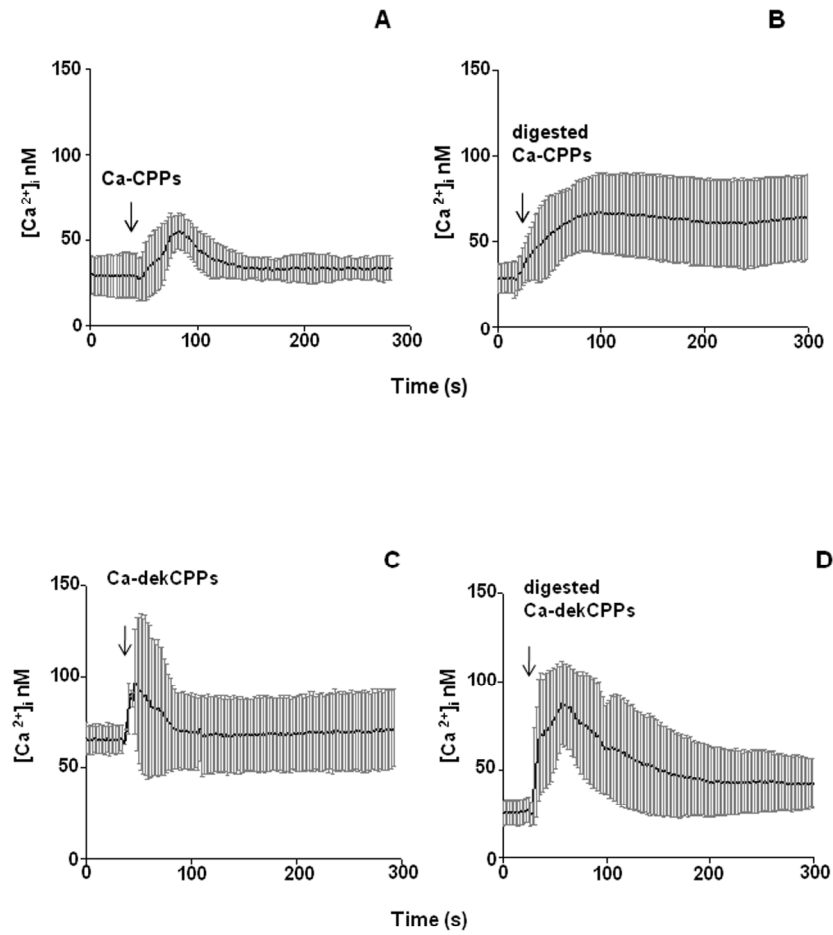 A
150
100
50
0
[Ca 2+]i nM
Ca-CPPs
0
100
200
300
B
150
100
50
0
[Ca 2+]i nM
digested
Ca-CPPs
0
100
200
300
Time (s)
C
150
100
50
0
[Ca 2+]i nM
Ca-dekCPPs
0
100
200
300
D
150
100
50
0
[Ca 2+]i nM
digested
Ca-dekCPPs
0
100
200
300
Time (s)